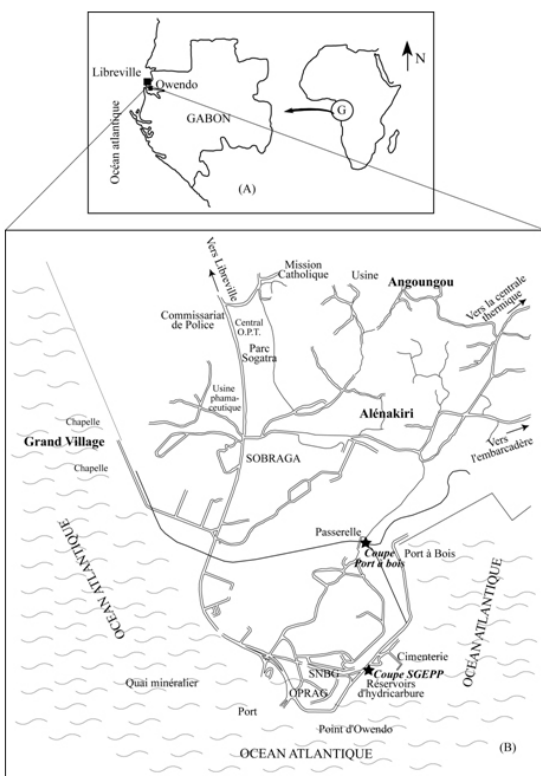 N
Libreville
Owendo
G
GABON
Océan atlantique
(A)
Vers Libreville
Mission
Catholique
Usine
Angoungou
Vers la centrale
thermique
Commissariat
de Police
Central
O.P.T.
Parc
Sogatra
Usine
phama-
ceutique
Alénakiri
Chapelle
Grand Village
Chapelle
SOBRAGA
Vers
l'embarcadère
OCEAN ATLANTIQUE
Passerelle
Coupe
Port à bois
Port à Bois
OCEAN ATLANTIQUE
Cimenterie
SNBG
Coupe SGEPP
Quai minéralier
OPRAG
Réservoirs
d'hydricarbure
Port
Point d'Owendo
(B)
OCEAN ATLANTIQUE